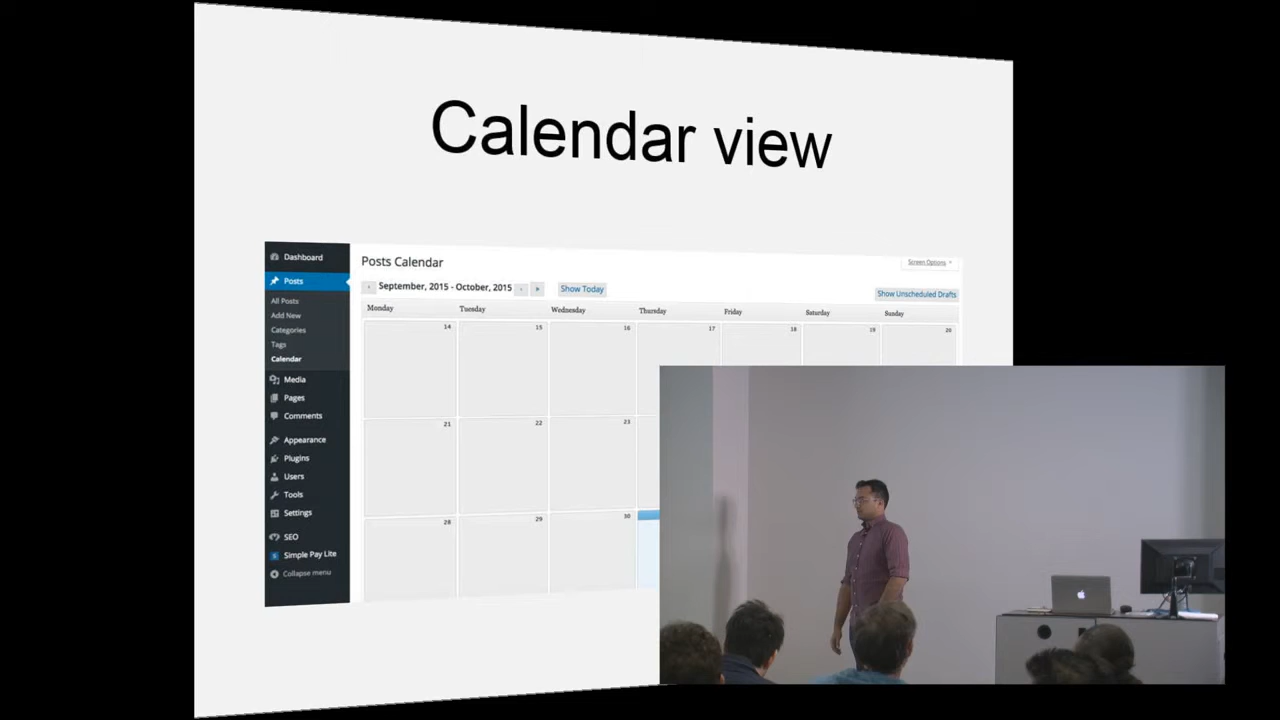 Calendar view
Dashboard
Posts
All Posts
Add New
Categories
Tags
Calendar
Media
Pages
Comments
Appearance
Plugins
Users
Tools
Settings
SEO
Simple Pay Lite
Collapse menu
Posts Calendar
Screen Options
September, 2015 - October, 2015
Show Today
Show Unscheduled Drafts
Monday Tuesday Wednesday Thursday Friday Saturday Sunday
14 15 16 17 18 19 20
21 22 23
28 29 30